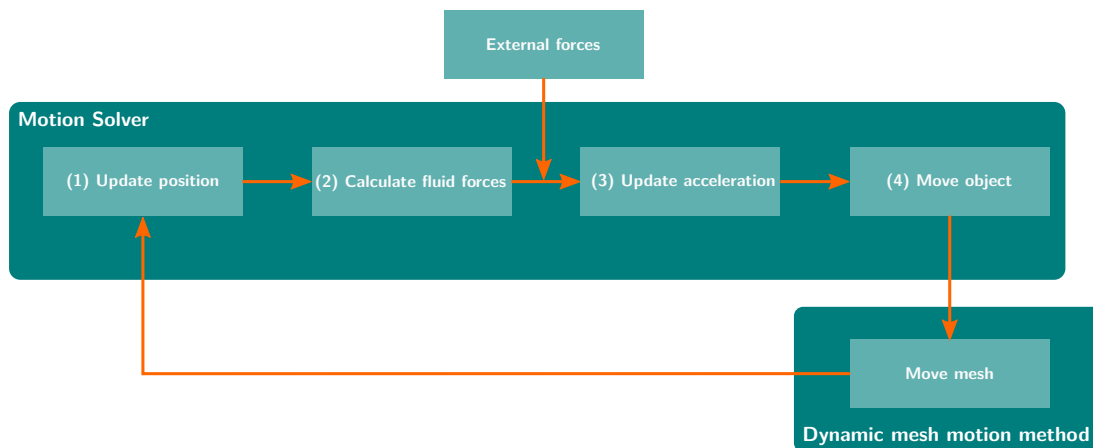 External forces
Motion Solver
(1) Update position
(2) Calculate fluid forces
(3) Update acceleration
(4) Move object
Move mesh
Dynamic mesh motion method